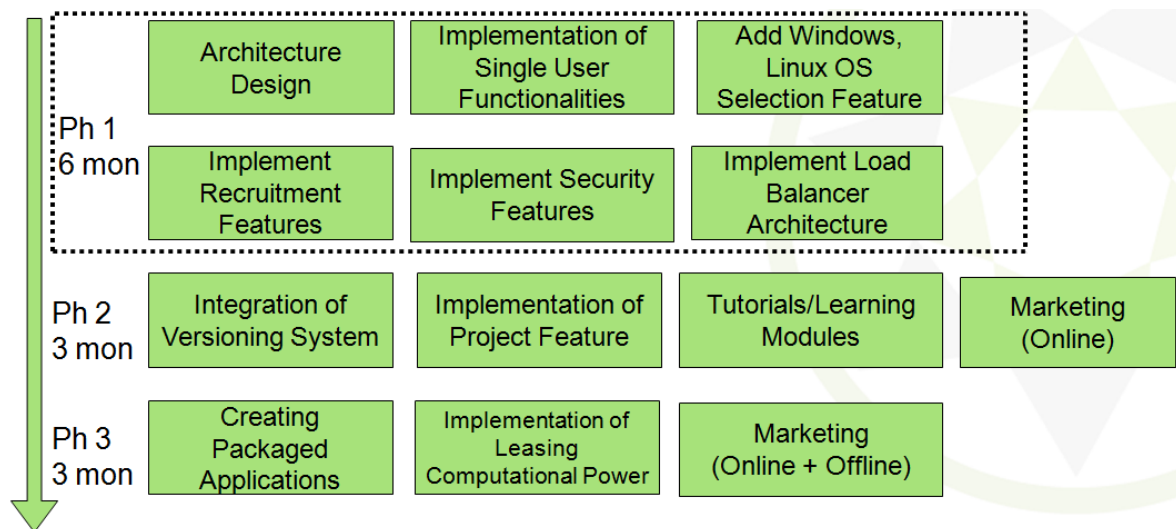 Ph 1
6 mon
Architecture
Design
Implementation of
Single User
Functionalities
Add Windows,
Linux OS
Selection Feature
Implement
Recruitment
Features
Implement Security
Features
Implement Load
Balancer
Architecture
Ph 2
3 mon
Integration of
Versioning System
Implementation of
Project Feature
Tutorials/Learning
Modules
Marketing
(Online)
Ph 3
3 mon
Creating
Packaged
Applications
Implementation of
Leasing
Computational Power
Marketing
(Online + Offline)